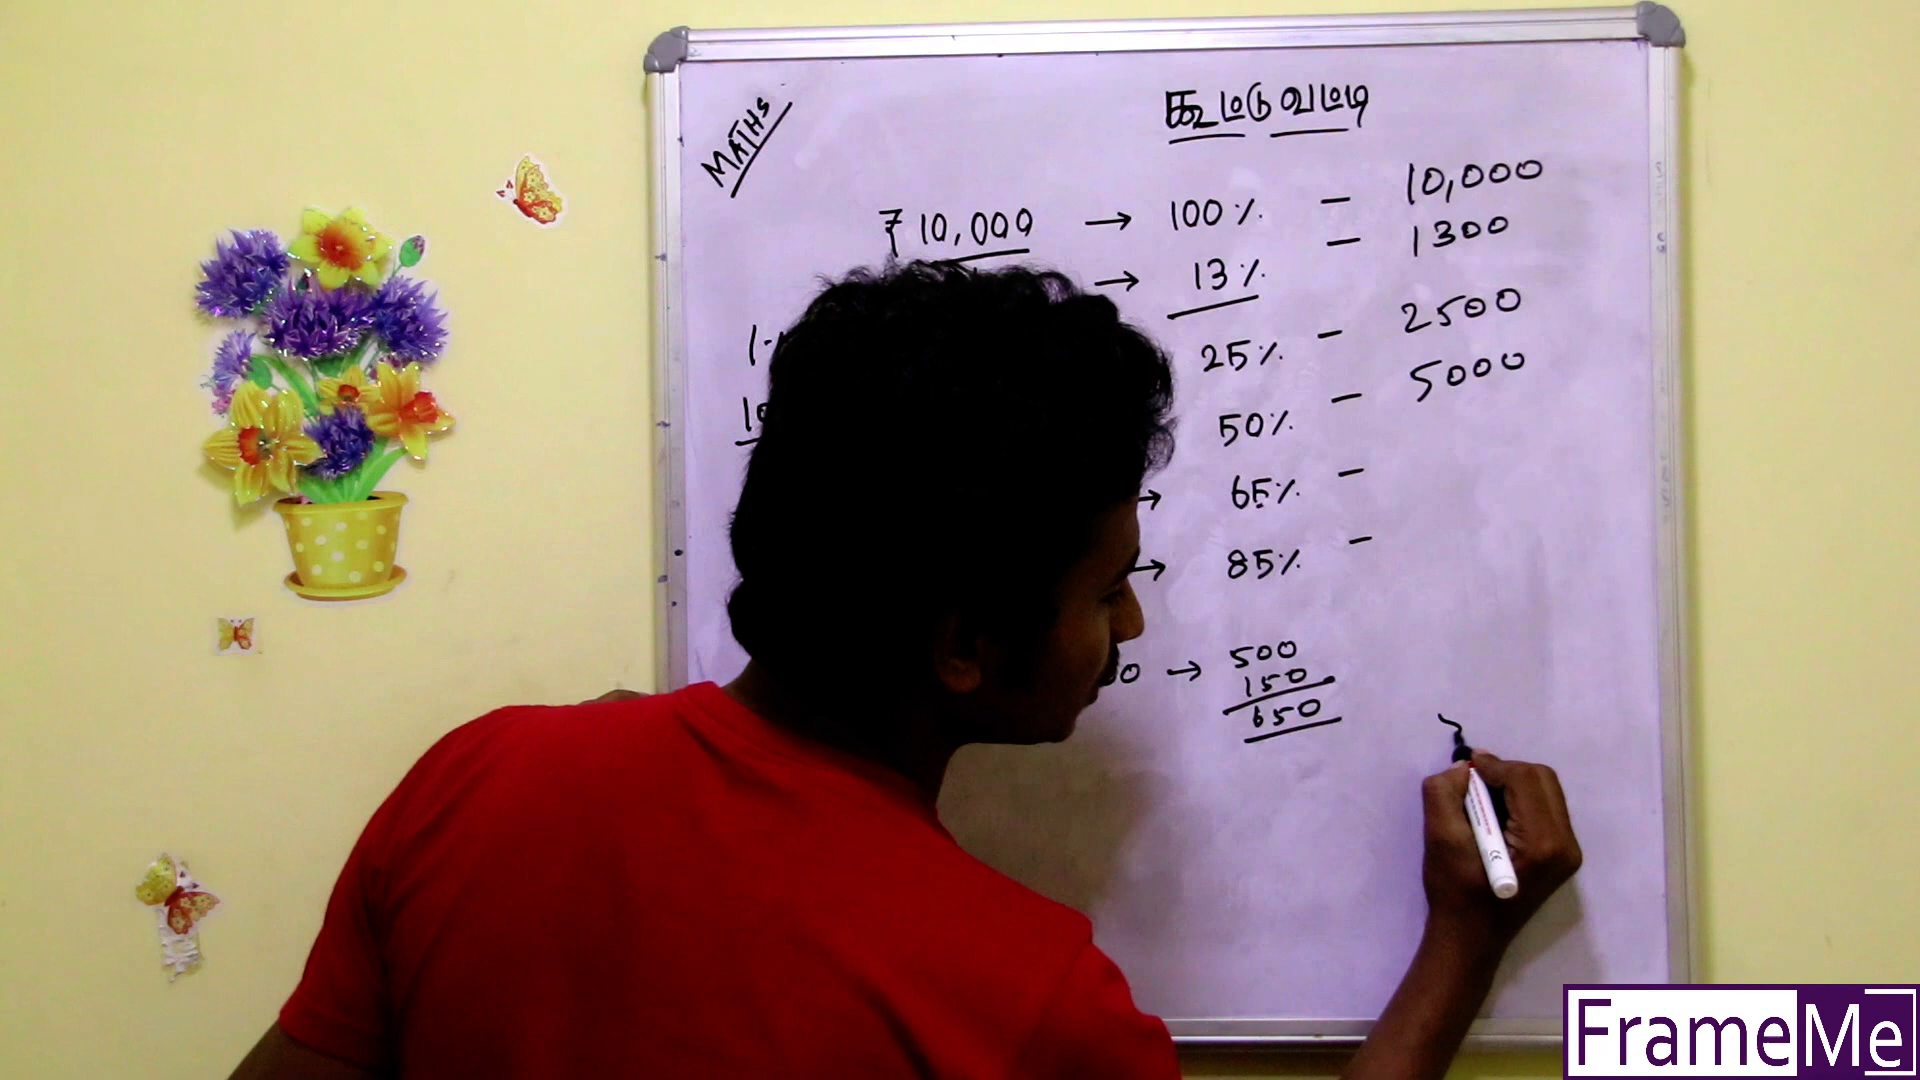 MATHS
கூட்டு வட்டி
₹ 10,000 → 100 % – 10,000
→ 13 % – 1300
25 % – 2500
50 % – 5000
→ 65 % –
→ 85 % –
→ 500
150
650
FrameMe